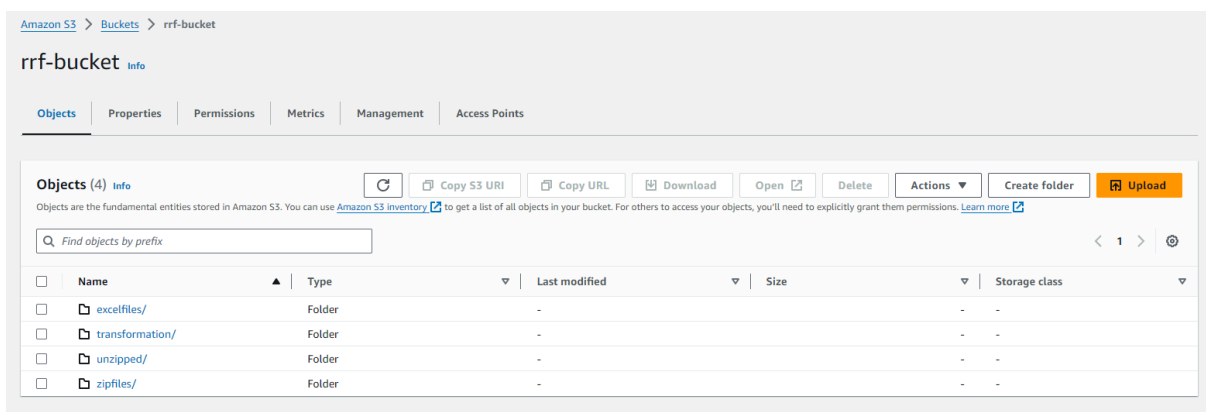 Amazon S3 > Buckets > rrf-bucket
rrf-bucket Info
Objects Properties Permissions Metrics Management Access Points
Objects (4) Info Copy S3 URI Copy URL Download Open Delete Actions Create folder Upload
Objects are the fundamental entities stored in Amazon S3. You can use Amazon S3 inventory to get a list of all objects in your bucket. For others to access your objects, you'll need to explicitly grant them permissions. Learn more
Find objects by prefix < 1 >
Name Type Last modified Size Storage class
excelfiles/ Folder - - -
transformation/ Folder - - -
unzipped/ Folder - - -
zipfiles/ Folder - - -